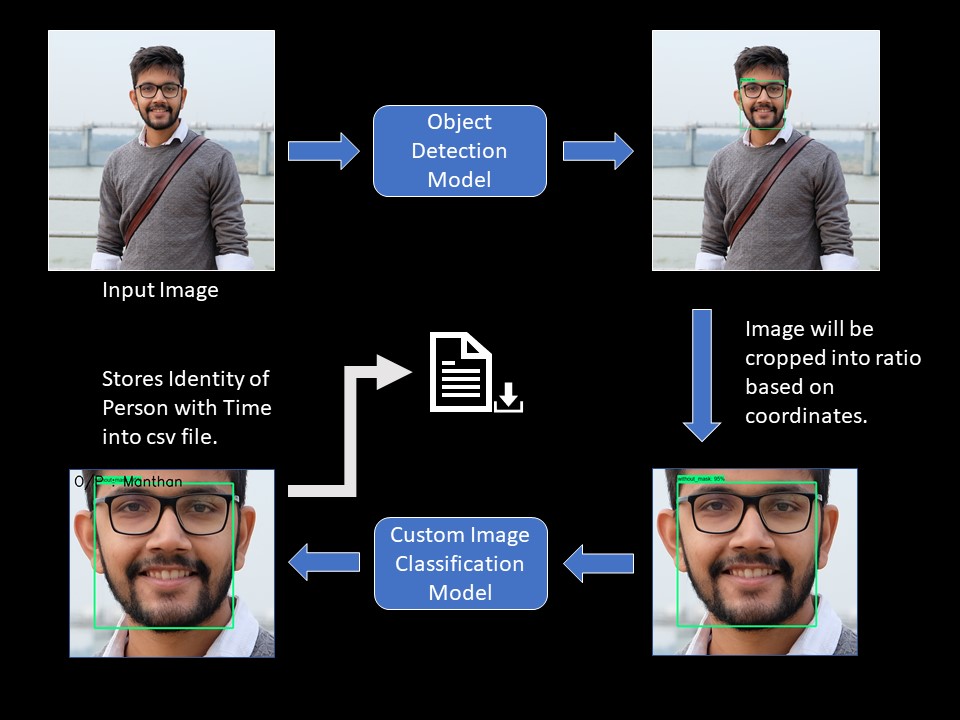 Object
Detection
Model
Input Image
Image will be
cropped into ratio
based on
coordinates.
Stores Identity of
Person with Time
into csv file.
O/P : Manthan
without_mask: 95%
Custom Image
Classification
Model